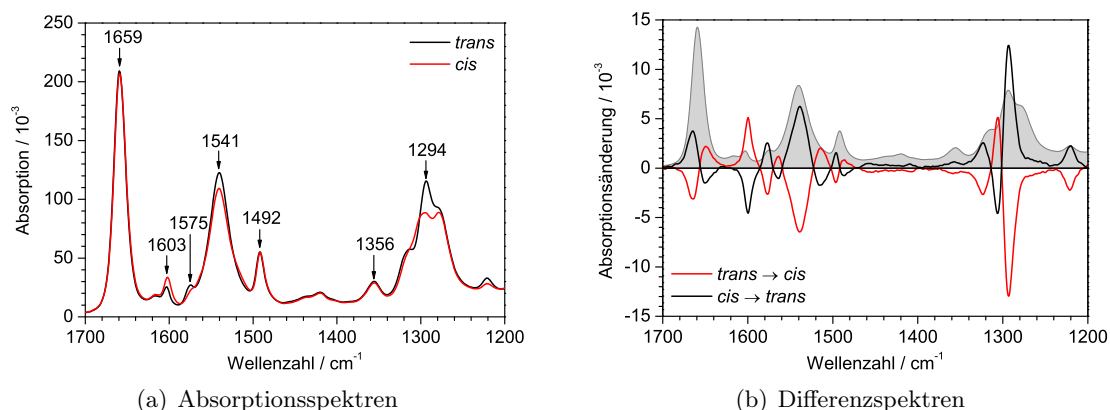 250
200
150
100
50
0
Absorption / 10⁻³
1659
1603
1575
1541
1492
1356
1294
trans
cis
1700 1600 1500 1400 1300 1200
Wellenzahl / cm⁻¹
(a) Absorptionsspektren
15
10
5
0
-5
-10
-15
Absorptionsänderung / 10⁻³
trans → cis
cis → trans
1700 1600 1500 1400 1300 1200
Wellenzahl / cm⁻¹
(b) Differenzspektren